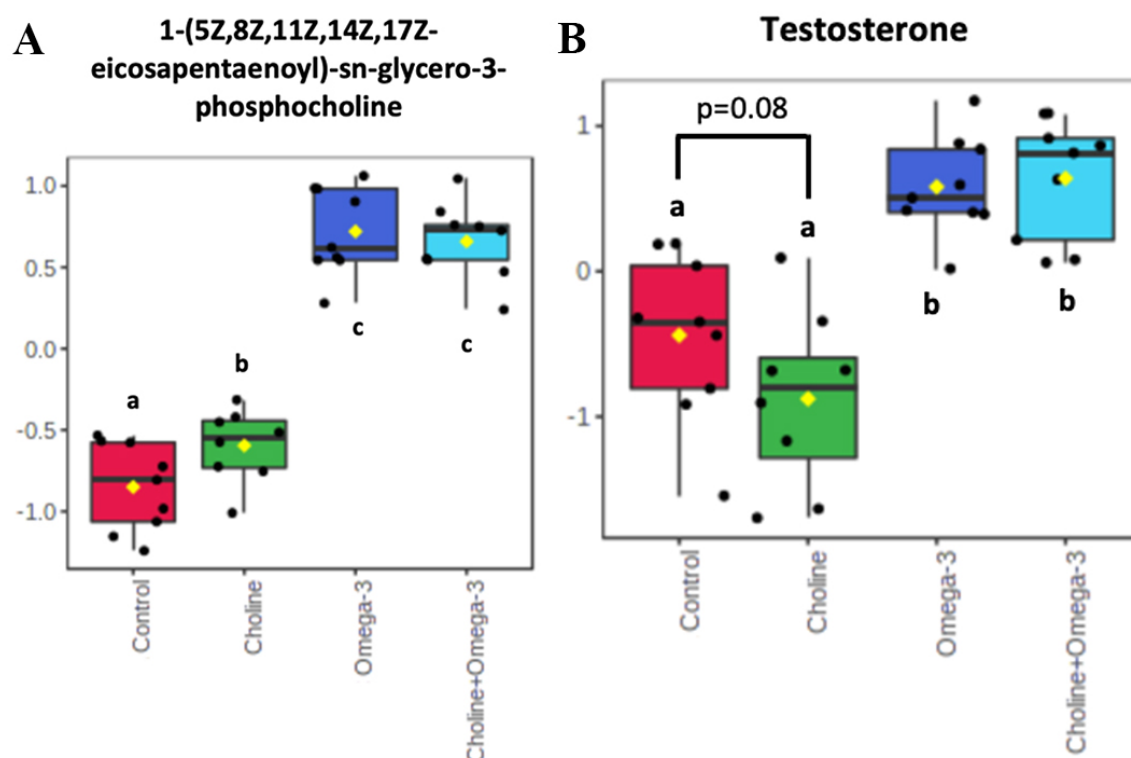 A
1-(5Z,8Z,11Z,14Z,17Z-
eicosapentaenoyl)-sn-glycero-3-
phosphocholine
1.0
0.5
0.0
-0.5
-1.0
a
b
c
c
Control
Choline
Omega-3
Choline+Omega-3
B
Testosterone
p=0.08
1
0
-1
a
a
b
b
Control
Choline
Omega-3
Choline+Omega-3